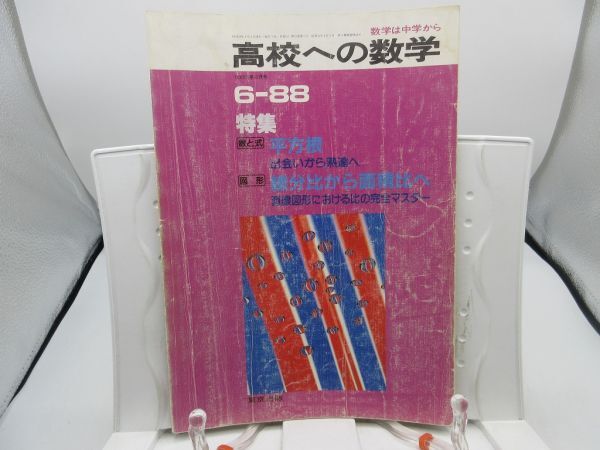 数学は中学から
高校への数学
6-88
特集
数と式 平方根
出会いから熟達へ
図形 線分比から面積比へ
直線図形における比の完全マスター
東京出版